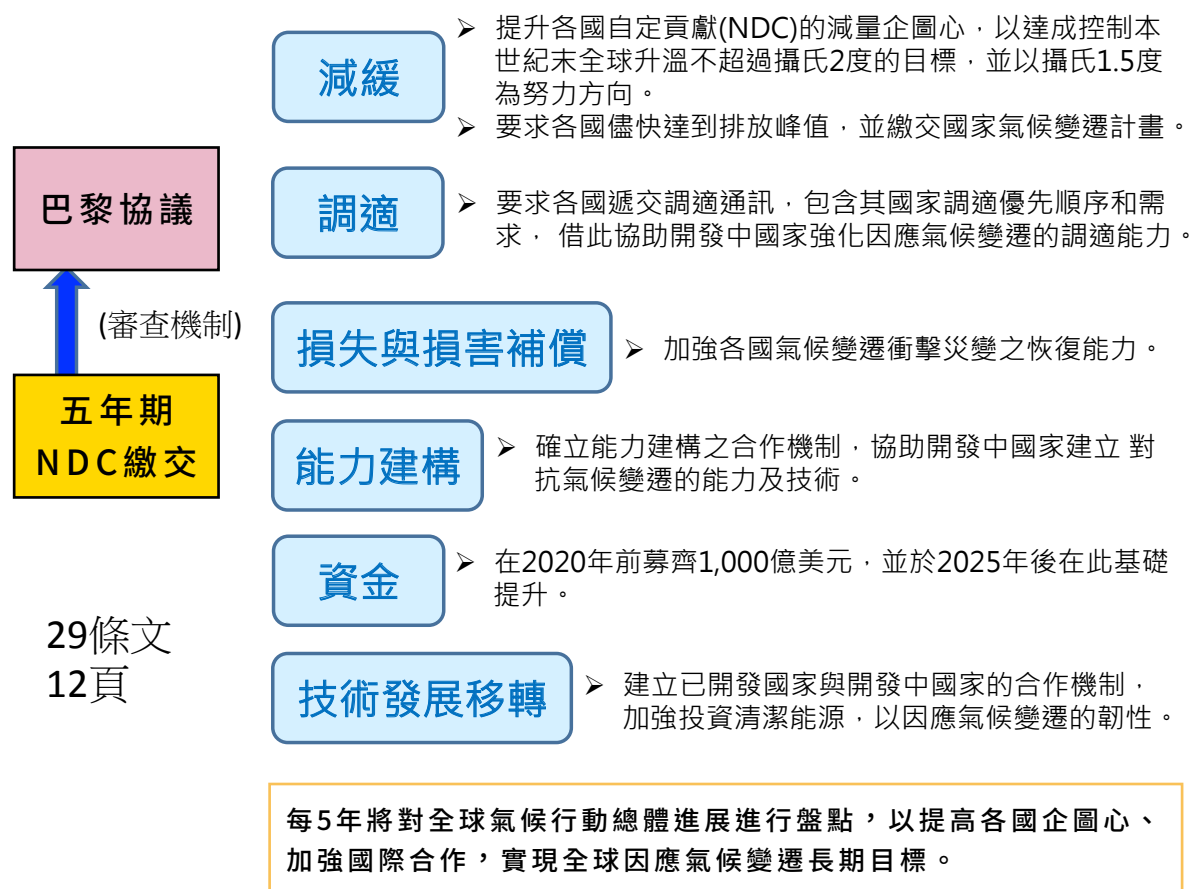 巴黎協議
(審查機制)
五年期
NDC繳交
29條文
12頁
減緩
➢ 提升各國自定貢獻(NDC)的減量企圖心，以達成控制本
世紀末全球升溫不超過攝氏2度的目標，並以攝氏1.5度
為努力方向。
➢ 要求各國儘快達到排放峰值，並繳交國家氣候變遷計畫。
調適
➢ 要求各國遞交調適通訊，包含其國家調適優先順序和需
求， 借此協助開發中國家強化因應氣候變遷的調適能力。
損失與損害補償
➢ 加強各國氣候變遷衝擊災變之恢復能力。
能力建構
➢ 確立能力建構之合作機制，協助開發中國家建立 對
抗氣候變遷的能力及技術。
資金
➢ 在2020年前募齊1,000億美元，並於2025年後在此基礎
提升。
技術發展移轉
➢ 建立已開發國家與開發中國家的合作機制，
加強投資清潔能源，以因應氣候變遷的韌性。
每5年將對全球氣候行動總體進展進行盤點，以提高各國企圖心、
加強國際合作，實現全球因應氣候變遷長期目標。